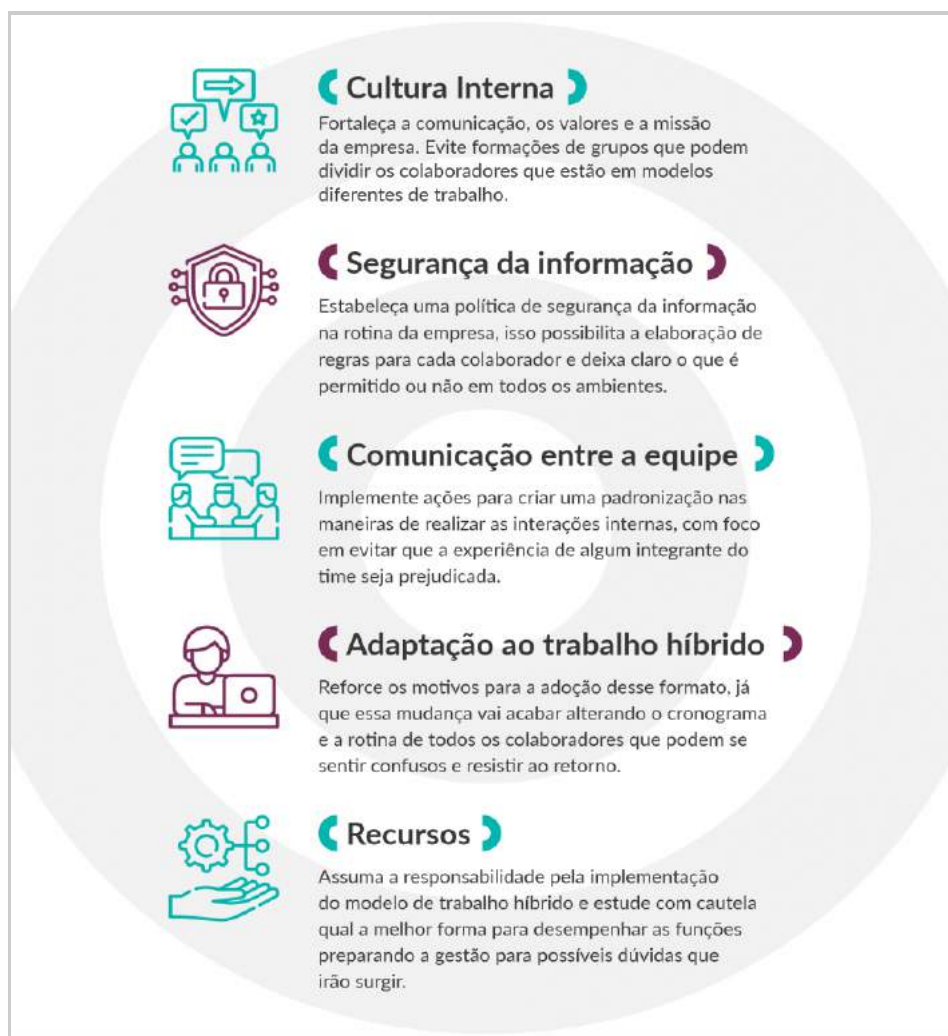 Cultura Interna
Fortaleça a comunicação, os valores e a missão
da empresa. Evite formações de grupos que podem
dividir os colaboradores que estão em modelos
diferentes de trabalho.
Segurança da informação
Estabeleça uma política de segurança da informação
na rotina da empresa, isso possibilita a elaboração de
regras para cada colaborador e deixa claro o que é
permitido ou não em todos os ambientes.
Comunicação entre a equipe
Implemente ações para criar uma padronização nas
maneiras de realizar as interações internas, com foco
em evitar que a experiência de algum integrante do
time seja prejudicada.
Adaptação ao trabalho híbrido
Reforce os motivos para a adoção desse formato, já
que essa mudança vai acabar alterando o cronograma
e a rotina de todos os colaboradores que podem se
sentir confusos e resistir ao retorno.
Recursos
Assuma a responsabilidade pela implementação
do modelo de trabalho híbrido e estude com cautela
qual a melhor forma para desempenhar as funções
preparando a gestão para possíveis dúvidas que
irão surgir.